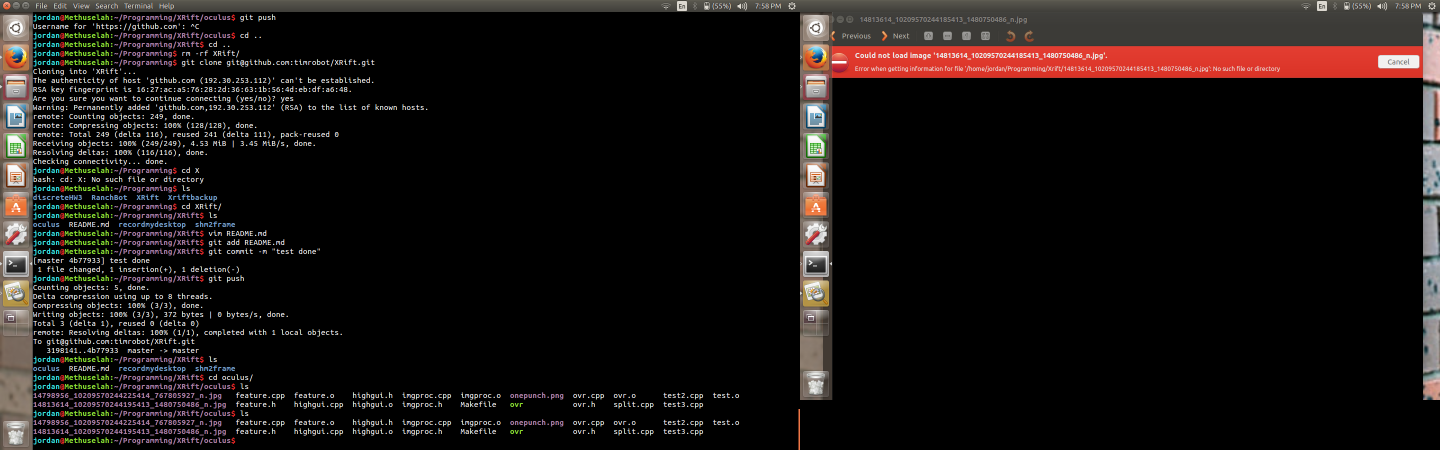 File Edit View Search Terminal Help
En (55%) 7:58 PM
jordan@Methuselah:~/Programming/XRift/oculus$ git push
Username for 'https://github.com': ^C
jordan@Methuselah:~/Programming/XRift/oculus$ cd ..
jordan@Methuselah:~/Programming/XRift$ cd ..
jordan@Methuselah:~/Programming$ rm -rf XRift/
jordan@Methuselah:~/Programming$ git clone git@github.com:timrobot/XRift.git
Cloning into 'XRift'...
The authenticity of host 'github.com (192.30.253.112)' can't be established.
RSA key fingerprint is 16:27:ac:a5:76:28:2d:36:63:1b:56:4d:eb:df:a6:48.
Are you sure you want to continue connecting (yes/no)? yes
Warning: Permanently added 'github.com,192.30.253.112' (RSA) to the list of known hosts.
remote: Counting objects: 249, done.
remote: Compressing objects: 100% (128/128), done.
remote: Total 249 (delta 116), reused 241 (delta 111), pack-reused 0
Receiving objects: 100% (249/249), 4.53 MiB | 3.45 MiB/s, done.
Resolving deltas: 100% (116/116), done.
Checking connectivity... done.
jordan@Methuselah:~/Programming$ cd X
bash: cd: X: No such file or directory
jordan@Methuselah:~/Programming$ ls
discreteHW3 RanchBot XRift Xriftbackup
jordan@Methuselah:~/Programming$ cd XRift/
jordan@Methuselah:~/Programming/XRift$ ls
oculus README.md recordmydesktop shm2frame
jordan@Methuselah:~/Programming/XRift$ vim README.md
jordan@Methuselah:~/Programming/XRift$ git add README.md
jordan@Methuselah:~/Programming/XRift$ git commit -m "test done"
[master 4b77933] test done
1 file changed, 1 insertion(+), 1 deletion(-)
jordan@Methuselah:~/Programming/XRift$ git push
Counting objects: 5, done.
Delta compression using up to 8 threads.
Compressing objects: 100% (3/3), done.
Writing objects: 100% (3/3), 372 bytes | 0 bytes/s, done.
Total 3 (delta 1), reused 0 (delta 0)
remote: Resolving deltas: 100% (1/1), completed with 1 local objects.
To git@github.com:timrobot/XRift.git
3198141..4b77933 master -> master
jordan@Methuselah:~/Programming/XRift$ ls
oculus README.md recordmydesktop shm2frame
jordan@Methuselah:~/Programming/XRift$ cd oculus/
jordan@Methuselah:~/Programming/XRift/oculus$ ls
14798956_10209570244225414_767805927_n.jpg feature.cpp feature.o highgui.h imgproc.cpp imgproc.o onepunch.png ovr.cpp ovr.o test2.cpp test.o
14813614_10209570244185413_1480750486_n.jpg feature.h highgui.cpp highgui.o imgproc.h Makefile ovr ovr.h split.cpp test3.cpp
jordan@Methuselah:~/Programming/XRift/oculus$ ls
14798956_10209570244225414_767805927_n.jpg feature.cpp feature.o highgui.h imgproc.cpp imgproc.o onepunch.png ovr.cpp ovr.o test2.cpp test.o
14813614_10209570244185413_1480750486_n.jpg feature.h highgui.cpp highgui.o imgproc.h Makefile ovr ovr.h split.cpp test3.cpp
jordan@Methuselah:~/Programming/XRift/oculus$
En (55%) 7:58 PM
14813614_10209570244185413_1480750486_n.jpg
Previous Next
Could not load image '14813614_10209570244185413_1480750486_n.jpg'.
Error when getting information for file '/home/jordan/Programming/Xrift/14813614_10209570244185413_1480750486_n.jpg': No such file or directory
Cancel